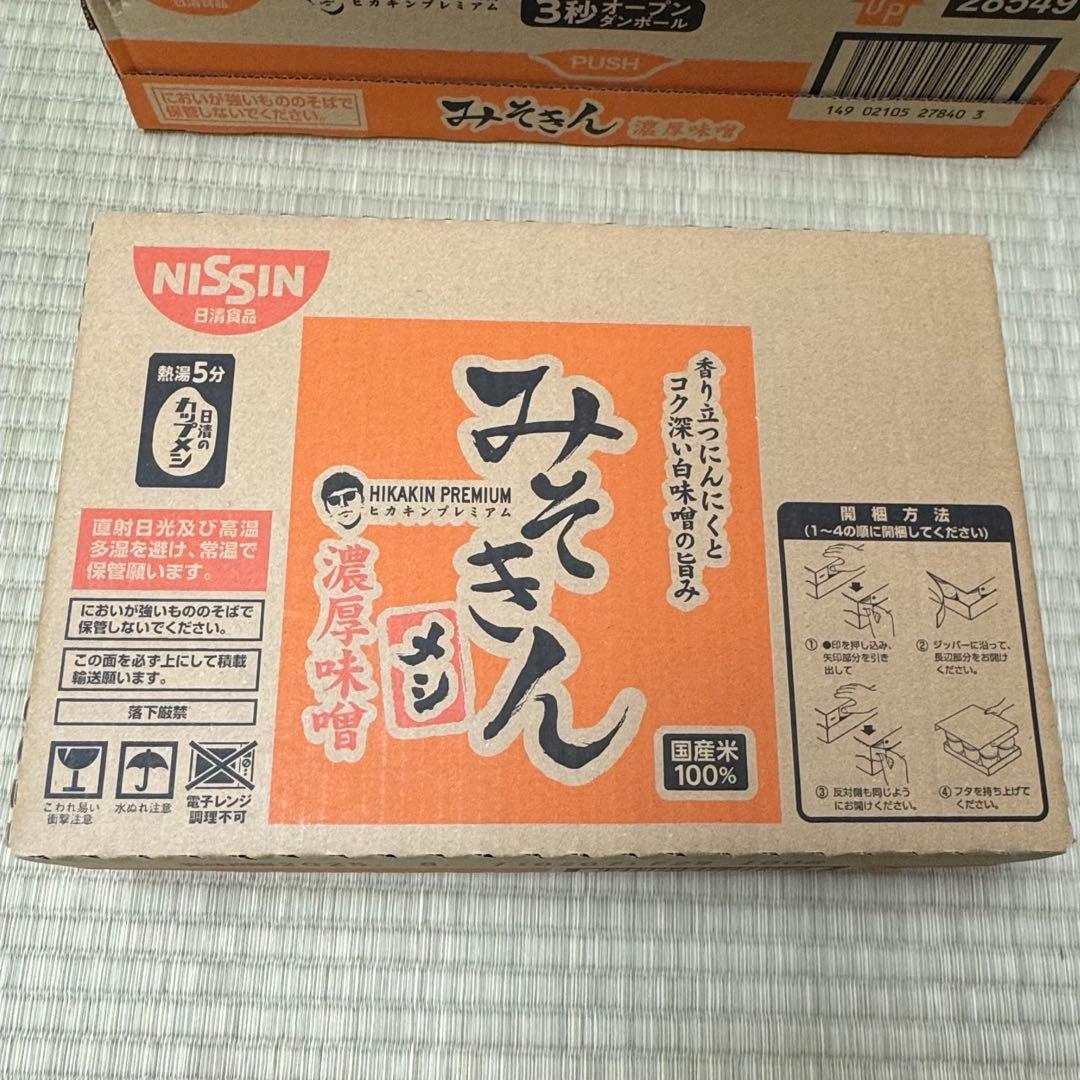 日清食品
ヒカキンプレミアム
3秒オープン
ダンボール
UP
28549
PUSH
においが強いもののそばで
保管しないでください。
みそきん 濃厚味噌
149 02105 27840 3
NISSIN
日清食品
熱湯5分
日清の
カップメシ
香り立つにんにくと
コク深い白味噌の旨み
みそきん
HIKAKIN PREMIUM
ヒカキンプレミアム
濃厚味噌
メシ
国産米
100%
直射日光及び高温
多湿を避け、常温で
保管願います。
においが強いもののそばで
保管しないでください。
この面を必ず上にして積載
輸送願います。
落下厳禁
こわれ易い
衝撃注意
水ぬれ注意
電子レンジ
調理不可
開梱方法
(1~4の順に開梱してください)
① ●印を押し込み、
矢印部分を引き
出して
② ジッパーに沿って、
長辺部分をお開け
ください。
③ 反対側も同じよう
にお開けください。
④ フタを持ち上げて
ください。